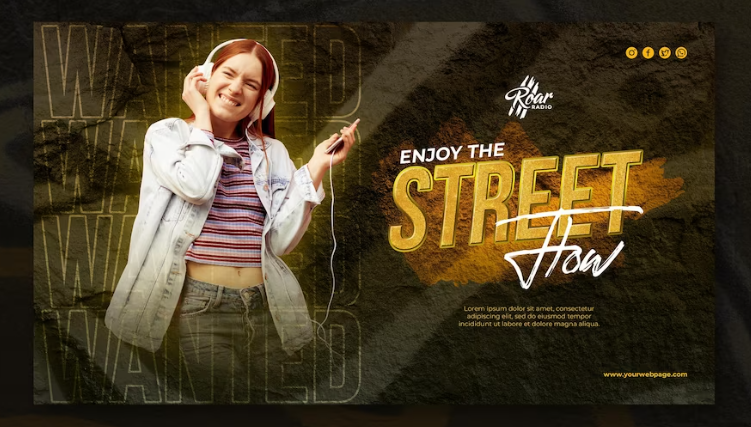 WANTED
WANTED
WANTED
WANTED
WANTED
Roar
RADIO
ENJOY THE
STREET
Flow
Lorem ipsum dolor sit amet, consectetur
adipiscing elit, sed do eiusmod tempor
incididunt ut labore et dolore magna aliqua.
www.yourwebpage.com